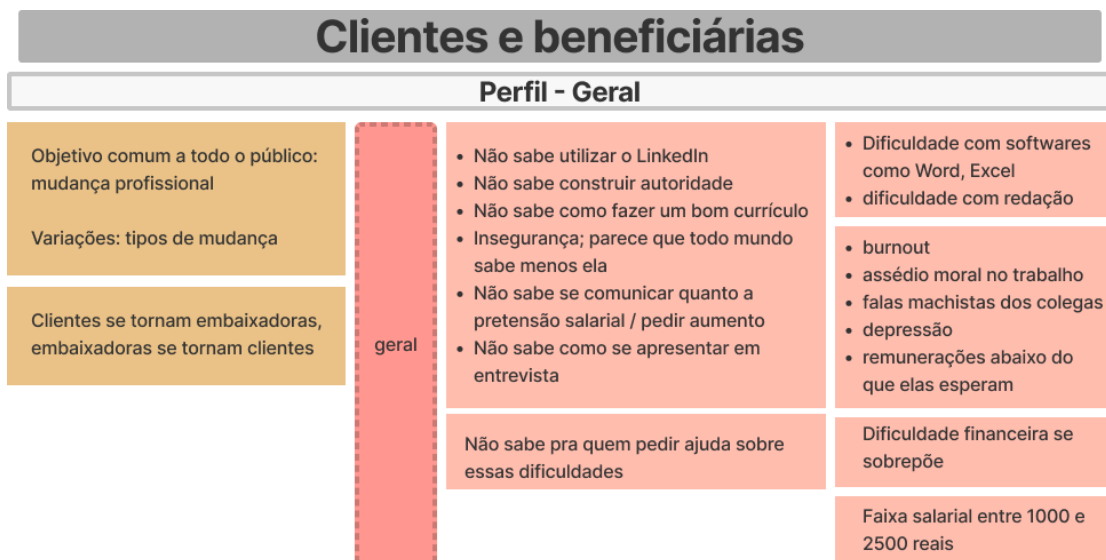 Clientes e beneficiárias
Perfil - Geral
Objetivo comum a todo o público:
mudança profissional
Variações: tipos de mudança
Clientes se tornam embaixadoras,
embaixadoras se tornam clientes
geral
• Não sabe utilizar o LinkedIn
• Não sabe construir autoridade
• Não sabe como fazer um bom currículo
• Insegurança; parece que todo mundo
sabe menos ela
• Não sabe se comunicar quanto a
pretensão salarial / pedir aumento
• Não sabe como se apresentar em
entrevista
Não sabe pra quem pedir ajuda sobre
essas dificuldades
• Dificuldade com softwares
como Word, Excel
• dificuldade com redação
• burnout
• assédio moral no trabalho
• falas machistas dos colegas
• depressão
• remunerações abaixo do
que elas esperam
Dificuldade financeira se
sobrepõe
Faixa salarial entre 1000 e
2500 reais